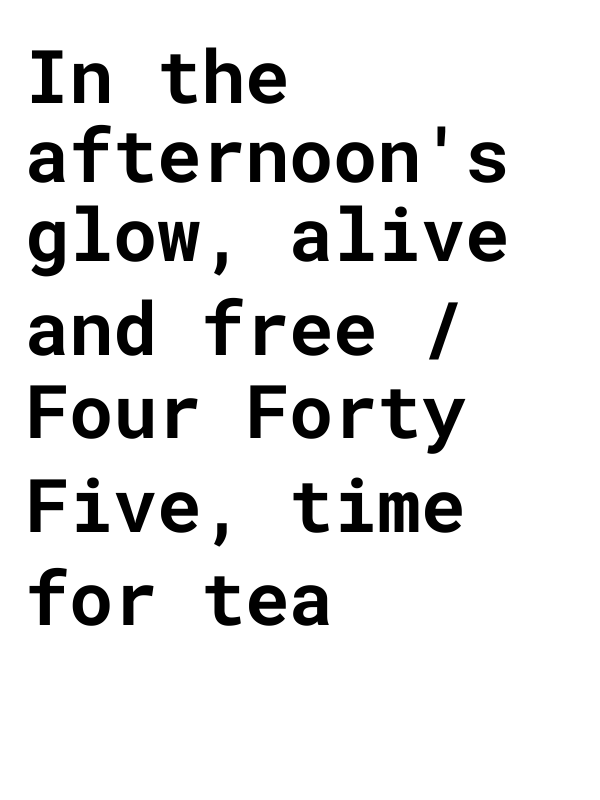 In the
afternoon's
glow, alive
and free /
Four Forty
Five, time
for tea